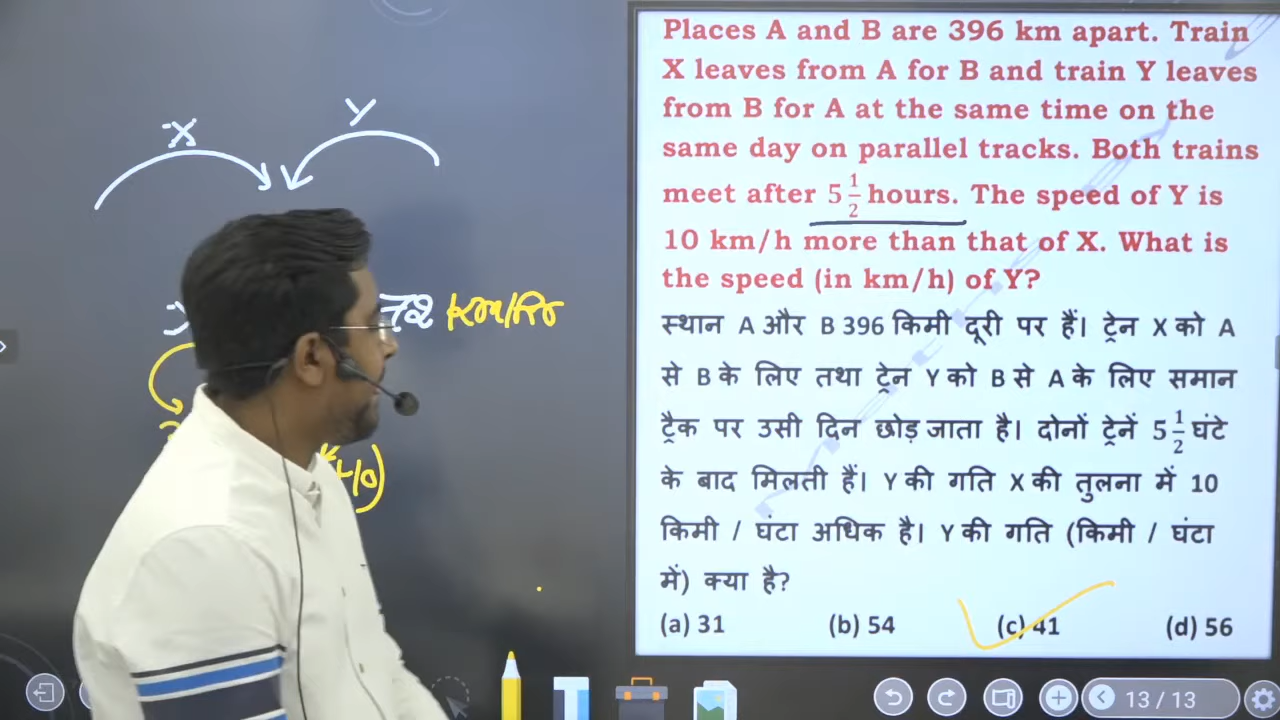 Places A and B are 396 km apart. Train
X leaves from A for B and train Y leaves
from B for A at the same time on the
same day on parallel tracks. Both trains
meet after 5 1/2 hours. The speed of Y is
10 km/h more than that of X. What is
the speed (in km/h) of Y?
स्थान A और B 396 किमी दूरी पर हैं। ट्रेन X को A
से B के लिए तथा ट्रेन Y को B से A के लिए समान
ट्रैक पर उसी दिन छोड़ जाता है। दोनों ट्रेनें 5 1/2 घंटे
के बाद मिलती हैं। Y की गति X की तुलना में 10
किमी / घंटा अधिक है। Y की गति (किमी / घंटा
में) क्या है?
(a) 31 (b) 54 (c) 41 (d) 56
X Y
72 km/hr
+10)
13 / 13